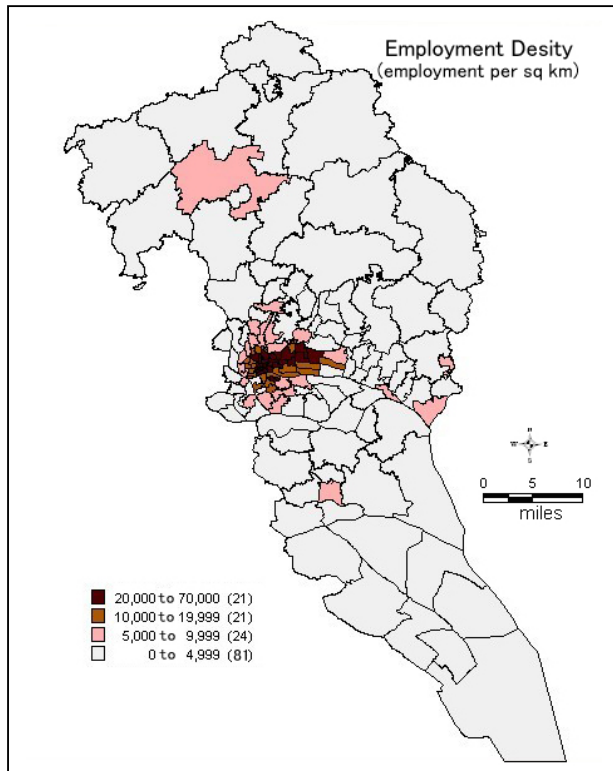 Employment Desity
(employment per sq km)
N
W E
S
0 5 10
miles
20,000 to 70,000 (21)
10,000 to 19,999 (21)
5,000 to 9,999 (24)
0 to 4,999 (81)